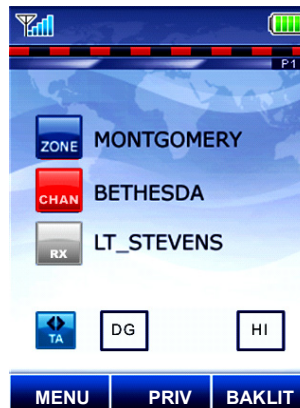 P1
ZONE MONTGOMERY
CHAN BETHESDA
RX LT_STEVENS
TA DG HI
MENU PRIV BAKLIT